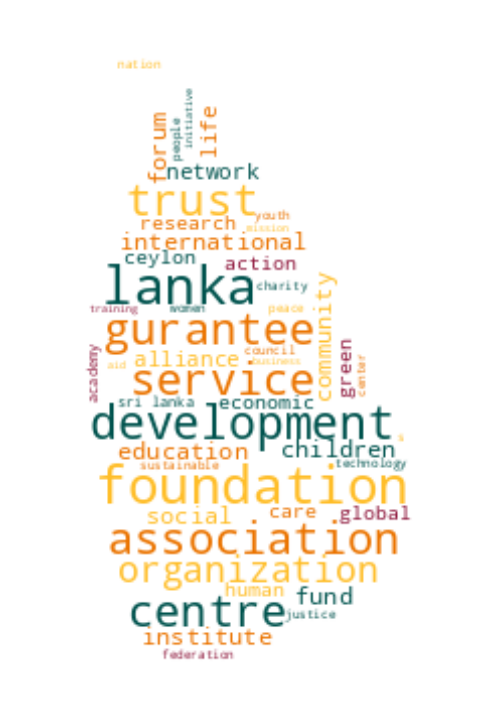 nation
initiative
people
forum
life
network
trust
youth
research
mission
international
ceylon
action
lanka
charity
community
training
women
peace
gurantee
green
academy
council
alliance
business
center
aid
service
sri lanka
economic
development
s
children
education
technology
sustainable
foundation
care
global
social
association
organization
human
fund
centre
justice
institute
federation